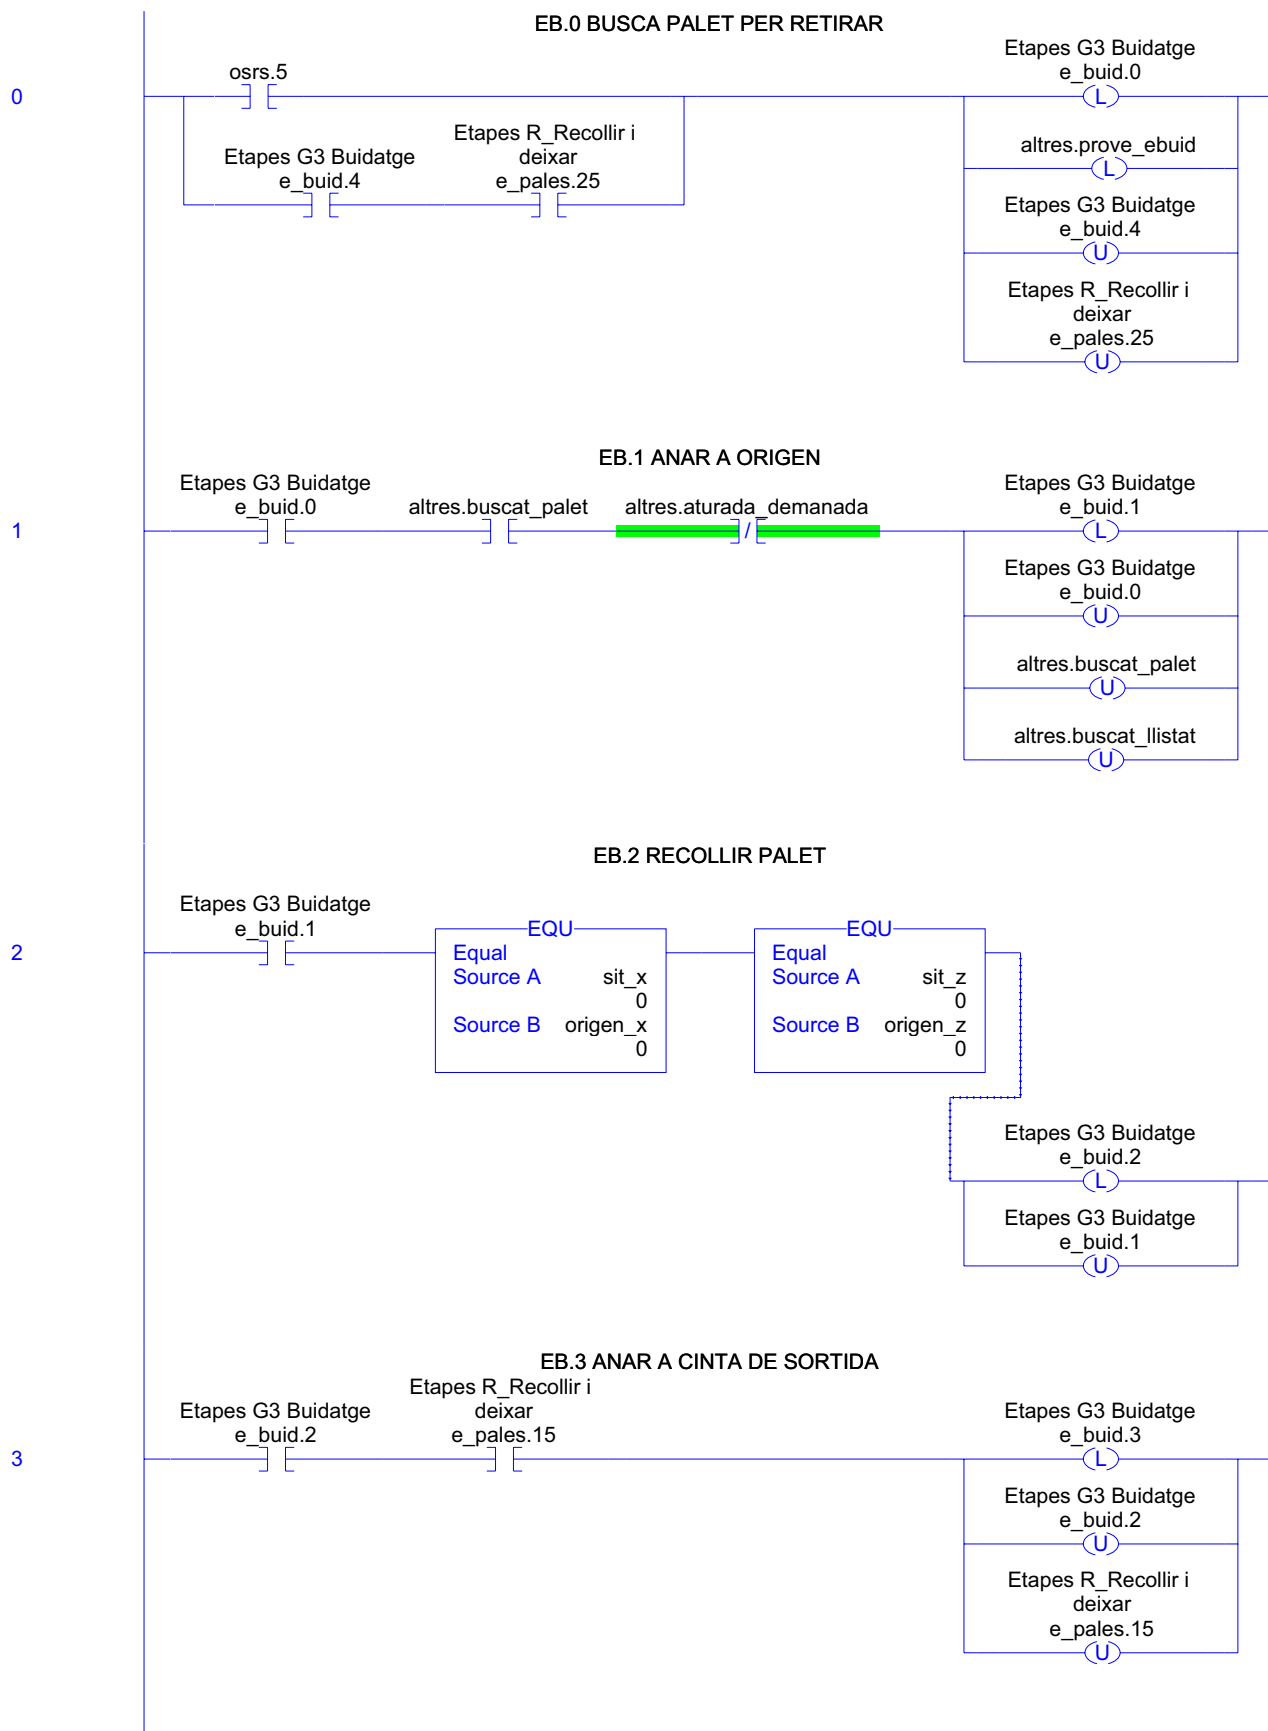 EB.0 BUSCA PALET PER RETIRAR
Etapes G3 Buidatge
e_buid.0
osrs.5
0
L
Etapes R_Recollir i
deixar
e_pales.25
Etapes G3 Buidatge
e_buid.4
altres.prove_ebuid
L
Etapes G3 Buidatge
e_buid.4
U
Etapes R_Recollir i
deixar
e_pales.25
U
EB.1 ANAR A ORIGEN
Etapes G3 Buidatge
e_buid.0
altres.buscat_palet
altres.aturada_demanada
Etapes G3 Buidatge
e_buid.1
1
/
L
Etapes G3 Buidatge
e_buid.0
U
altres.buscat_palet
U
altres.buscat_llistat
U
EB.2 RECOLLIR PALET
Etapes G3 Buidatge
e_buid.1
2
EQU
Equal
Source A sit_x
0
Source B origen_x
0
EQU
Equal
Source A sit_z
0
Source B origen_z
0
Etapes G3 Buidatge
e_buid.2
L
Etapes G3 Buidatge
e_buid.1
U
EB.3 ANAR A CINTA DE SORTIDA
Etapes G3 Buidatge
e_buid.2
Etapes R_Recollir i
deixar
e_pales.15
Etapes G3 Buidatge
e_buid.3
3
L
Etapes G3 Buidatge
e_buid.2
U
Etapes R_Recollir i
deixar
e_pales.15
U